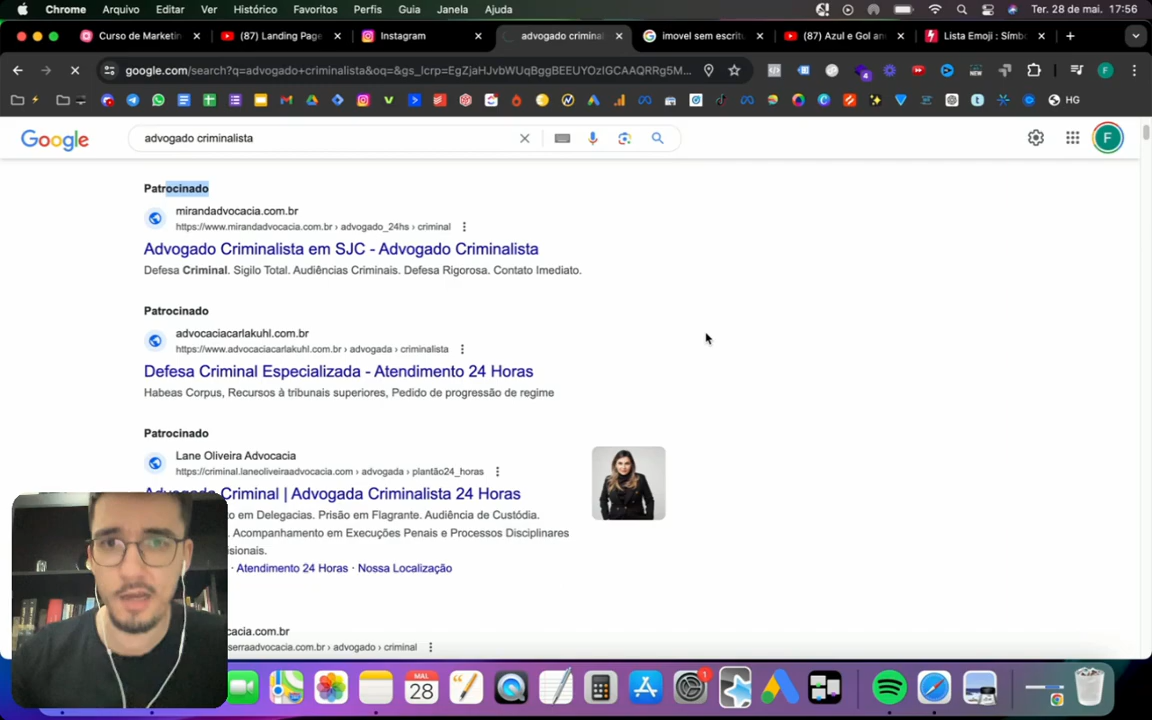 Chrome Arquivo Editar Ver Histórico Favoritos Perfis Guia Janela Ajuda Ter. 28 de mai. 17:56
Curso de Marketin (87) Landing Page Instagram advogado criminal imovel sem escritu (87) Azul e Gol an Lista Emoji : Símb
google.com/search?q=advogado+criminalista&oq=&gs_lcrp=EgZjaHJvbWUqBggBEEUYOzIGCAAQRRg5M...
HG
Google advogado criminalista F
Patrocinado
mirandadvocacia.com.br
https://www.mirandadvocacia.com.br › advogado_24hs › criminal
Advogado Criminalista em SJC - Advogado Criminalista
Defesa Criminal. Sigilo Total. Audiências Criminais. Defesa Rigorosa. Contato Imediato.
Patrocinado
advocaciacarlakuhl.com.br
https://www.advocaciacarlakuhl.com.br › advogada › criminalista
Defesa Criminal Especializada - Atendimento 24 Horas
Habeas Corpus, Recursos à tribunais superiores, Pedido de progressão de regime
Patrocinado
Lane Oliveira Advocacia
https://criminal.laneoliveiraadvocacia.com › advogada › plantão24_horas
Advogada Criminal | Advogada Criminalista 24 Horas
to em Delegacias. Prisão em Flagrante. Audiência de Custódia.
. Acompanhamento em Execuções Penais e Processos Disciplinares
sionais.
· Atendimento 24 Horas · Nossa Localização
cacia.com.br
serraadvocacia.com.br › advogado › criminal
MAI.
28
1